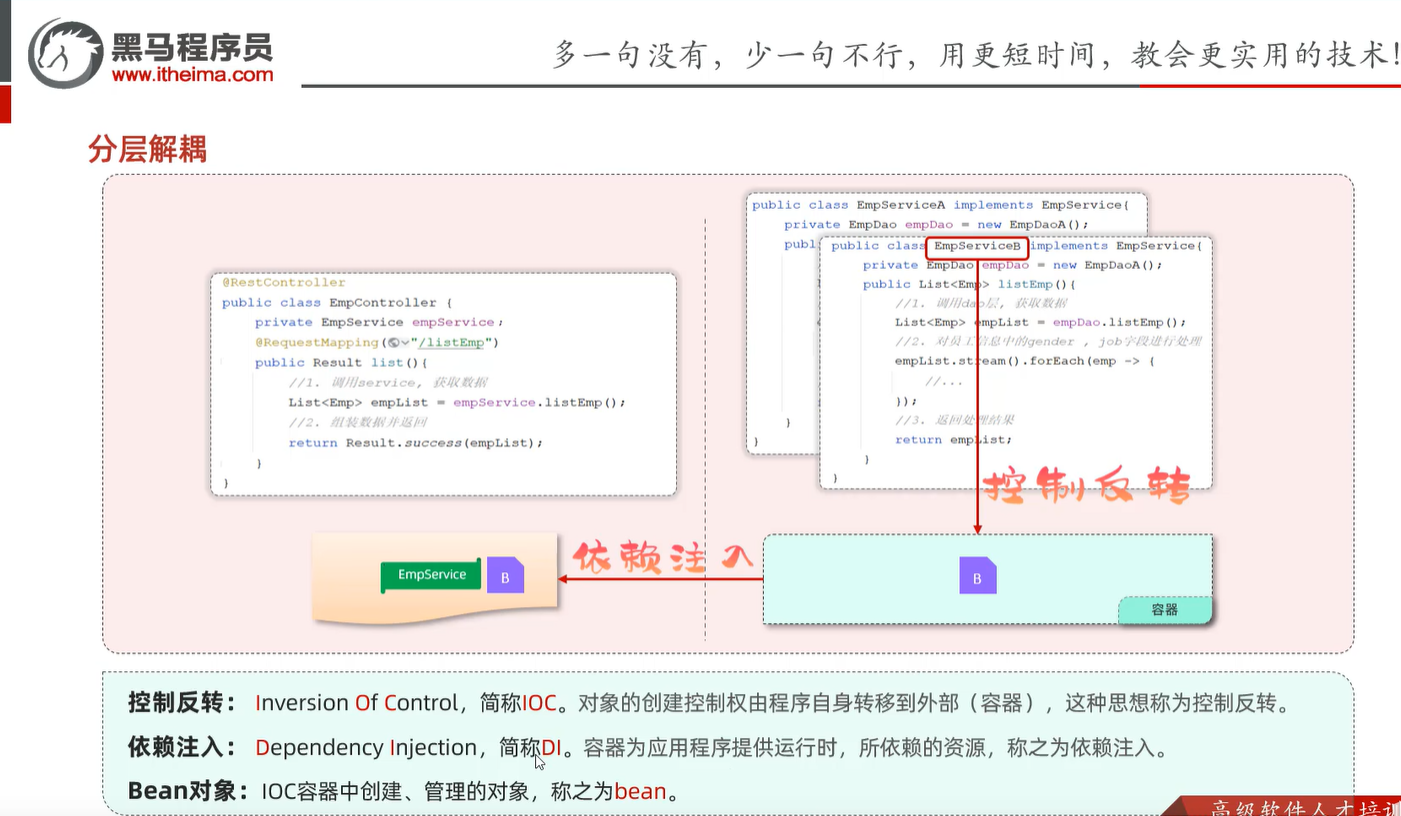 黑马程序员
www.itheima.com
多一句没有，少一句不行，用更短时间，教会更实用的技术!
分层解耦
@RestController
public class EmpController {
private EmpService empService;
@RequestMapping("/listEmp")
public Result list(){
//1. 调用service, 获取数据
List<Emp> empList = empService.listEmp();
//2. 组装数据并返回
return Result.success(empList);
}
}
public class EmpServiceA implements EmpService{
private EmpDao empDao = new EmpDaoA();
publ
}
}
public class EmpServiceB implements EmpService{
private EmpDao empDao = new EmpDaoA();
public List<Emp> listEmp(){
//1. 调用dao层, 获取数据
List<Emp> empList = empDao.listEmp();
//2. 对员工信息中的gender , job字段进行处理
empList.stream().forEach(emp -> {
//...
});
//3. 返回处理结果
return empList;
}
}
控制反转
依赖注入
EmpService
B
B
容器
控制反转： Inversion Of Control，简称IOC。对象的创建控制权由程序自身转移到外部（容器），这种思想称为控制反转。
依赖注入： Dependency Injection，简称DI。容器为应用程序提供运行时，所依赖的资源，称之为依赖注入。
Bean对象：IOC容器中创建、管理的对象，称之为bean。
高级软件人才培训